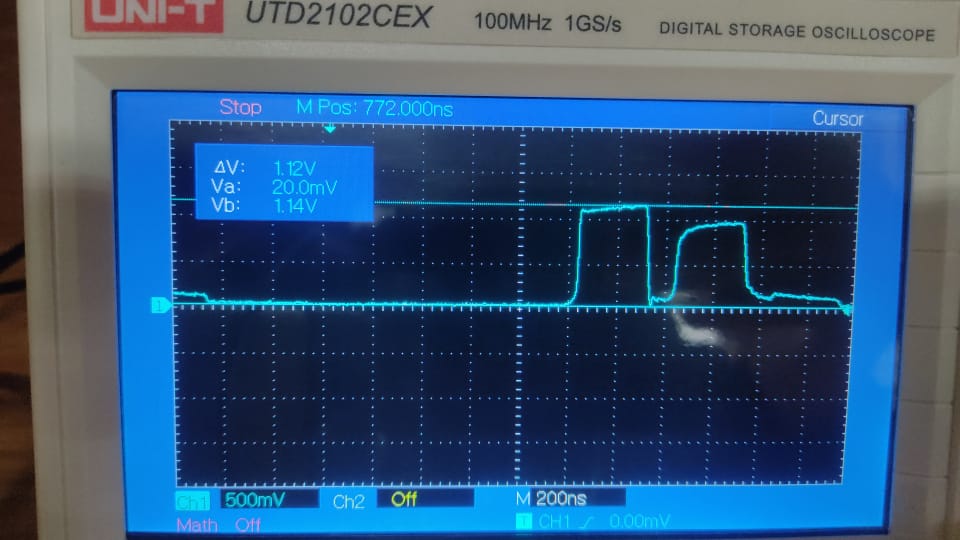 UNI-T UTD2102CEX 100MHz 1GS/s DIGITAL STORAGE OSCILLOSCOPE
Stop M Pos: 772.000ns Cursor
ΔV: 1.12V
Va: 20.0mV
Vb: 1.14V
1
Ch1 500mV Ch2 Off M 200ns
Math Off T CH1 0.00mV